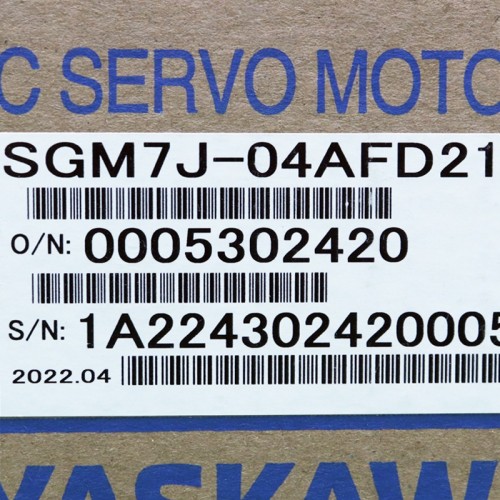 C SERVO MOTO
SGM7J-04AFD21
O/N: 0005302420
S/N: 1A224302420005
2022.04
YASKAW